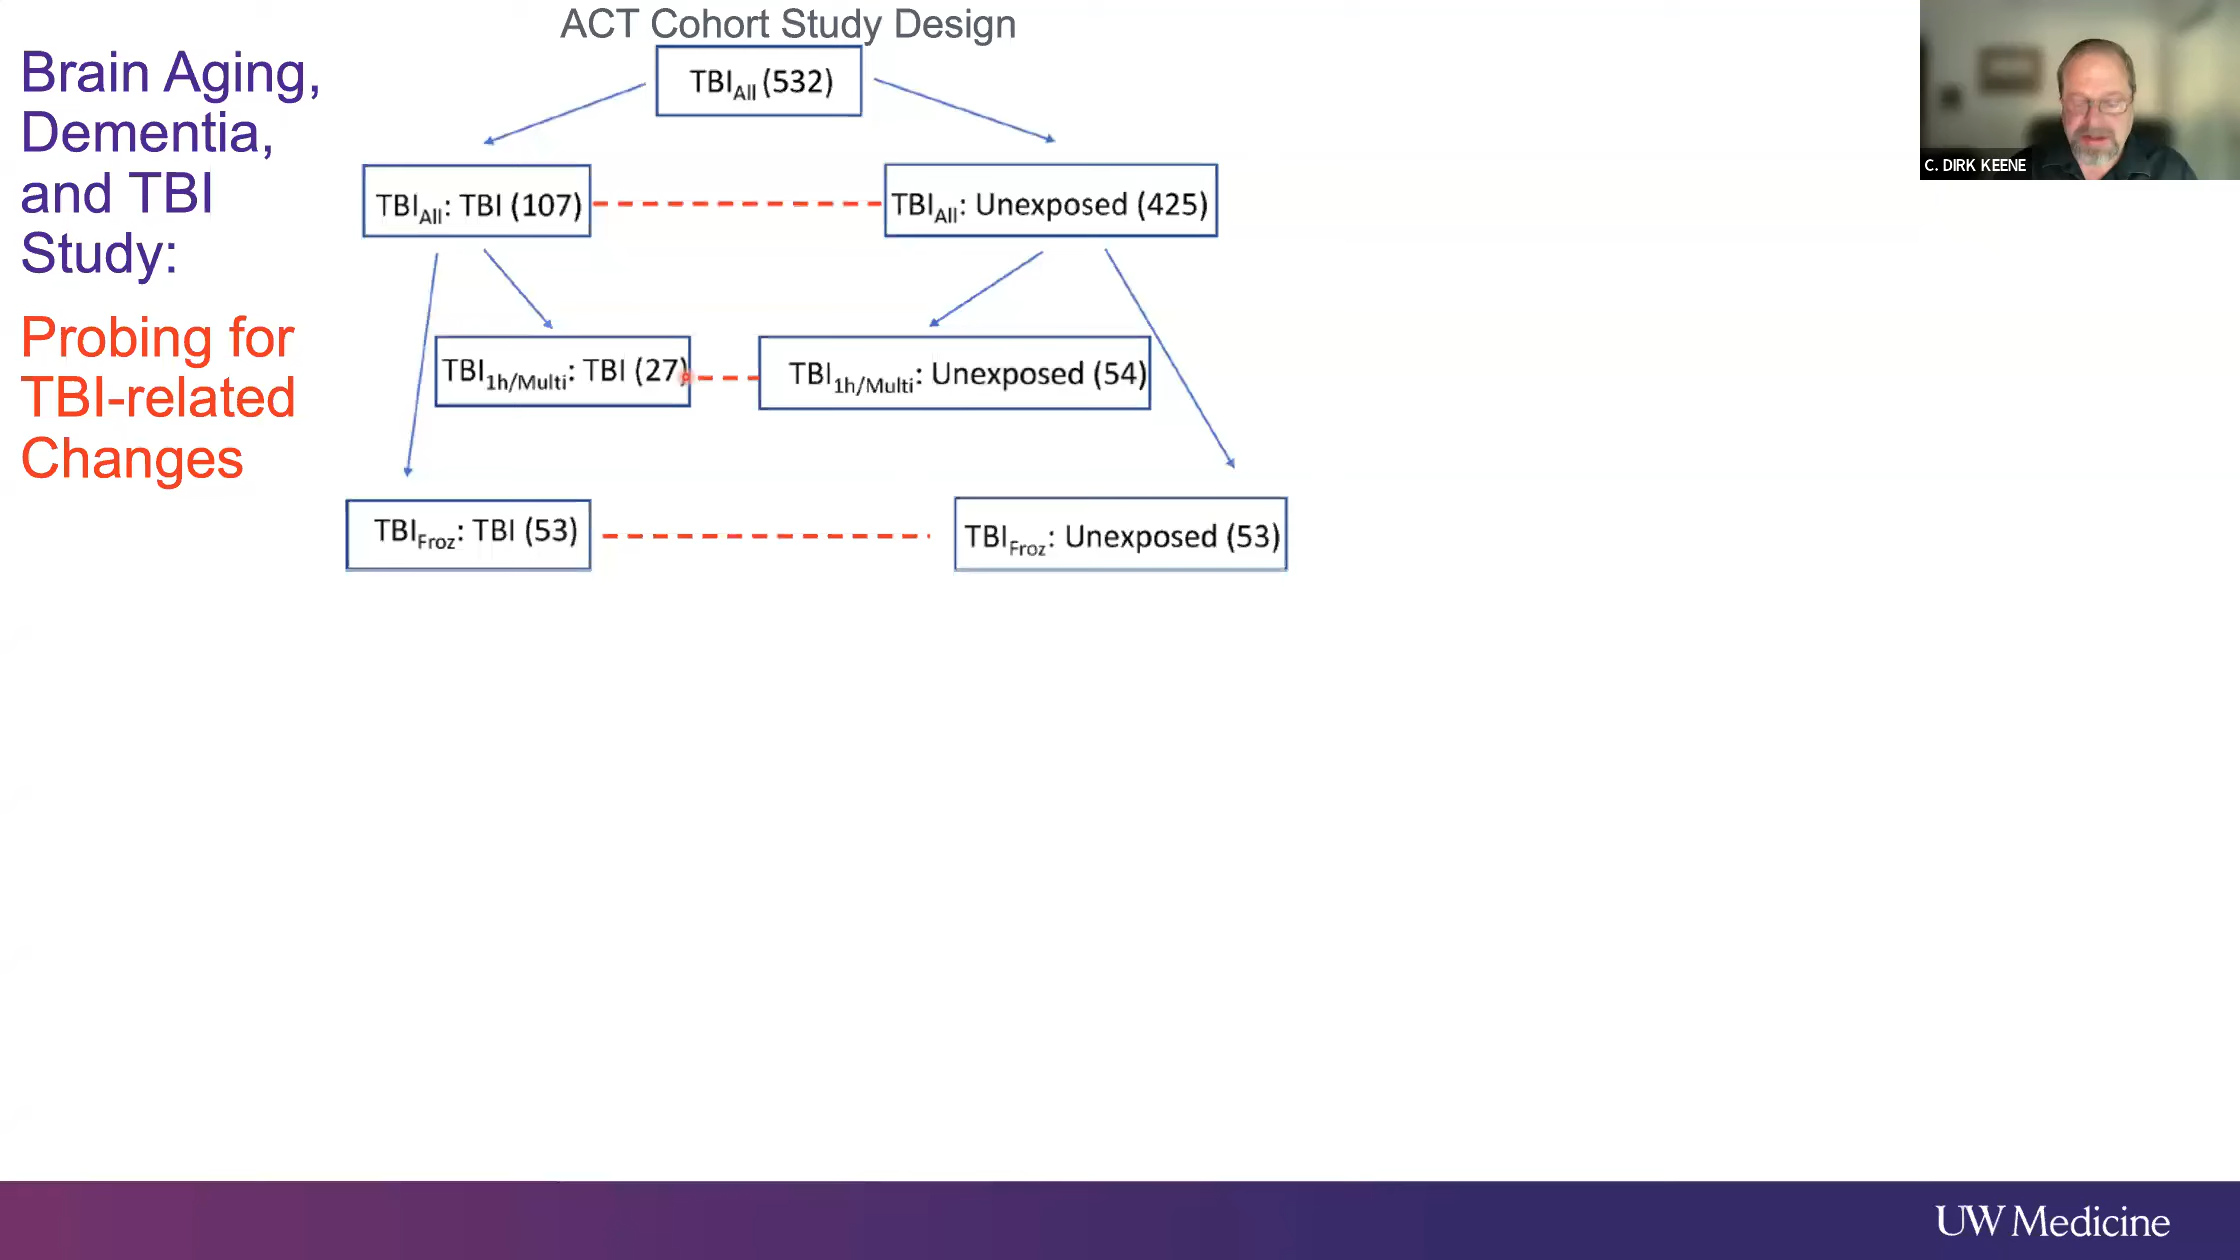 ACT Cohort Study Design
Brain Aging,
Dementia,
and TBI
Study:
Probing for
TBI-related
Changes
TBIAll (532)
TBIAll: TBI (107)
TBIAll: Unexposed (425)
TBI1h/Multi: TBI (27)
TBI1h/Multi: Unexposed (54)
TBIFroz: TBI (53)
TBIFroz: Unexposed (53)
C. DIRK KEENE
UW Medicine